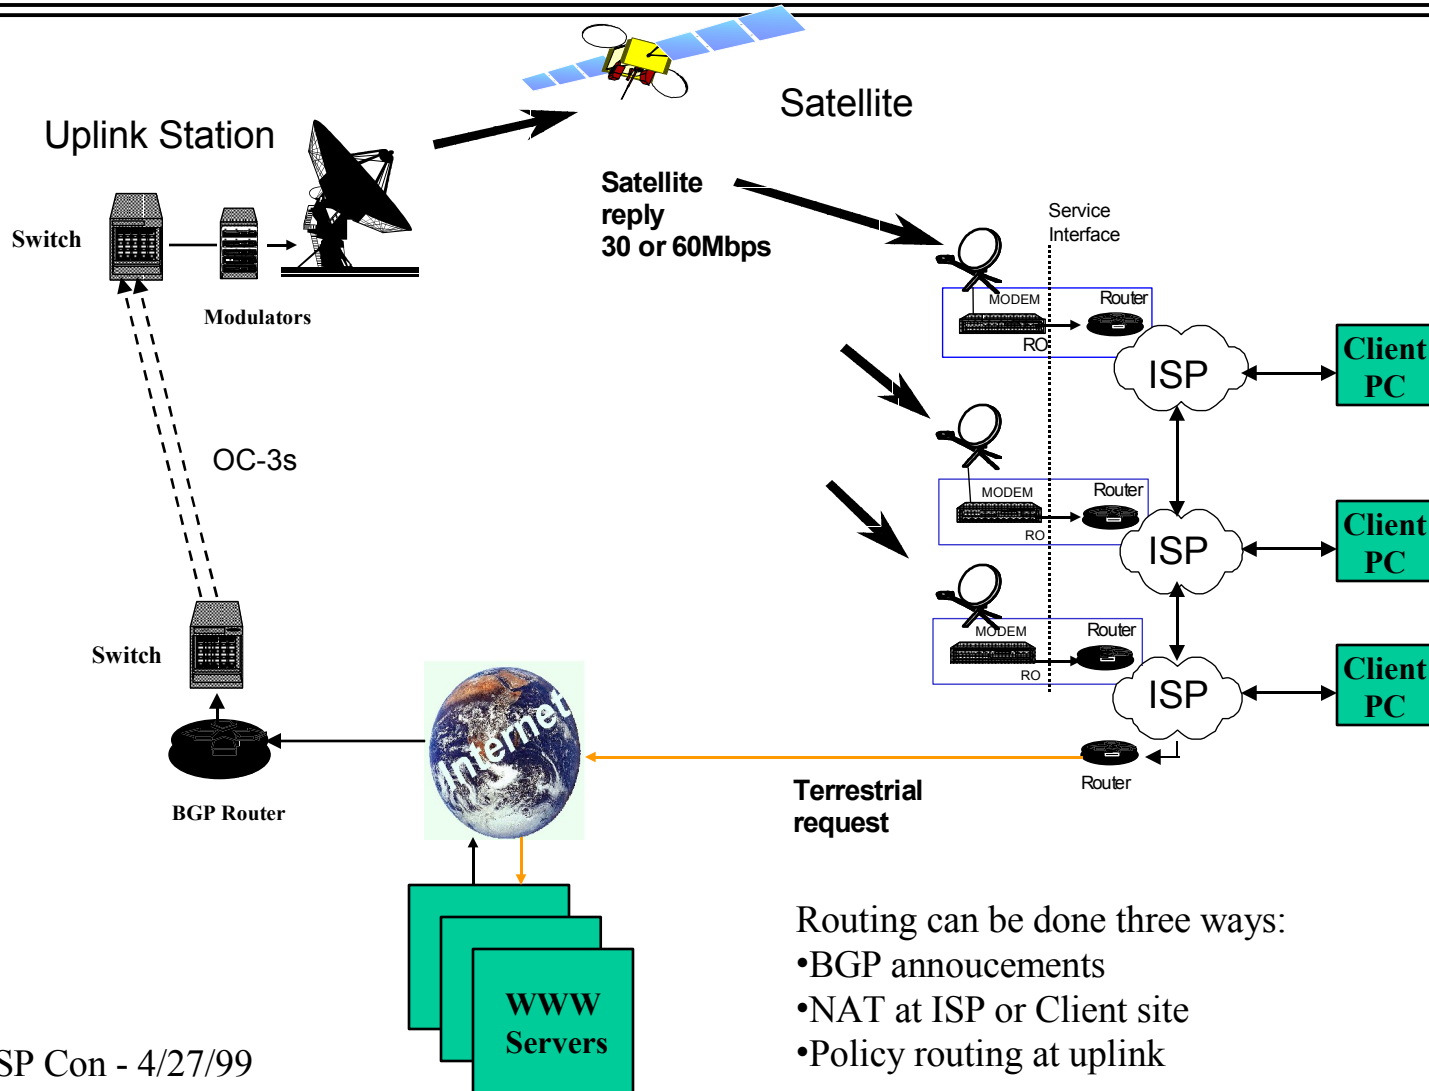 Satellite
Uplink Station
Satellite
reply
30 or 60Mbps
Service
Interface
Switch
Modulators
MODEM
Router
RO
ISP
Client
PC
OC-3s
MODEM
Router
RO
ISP
Client
PC
Switch
MODEM
Router
RO
ISP
Client
PC
Internet
BGP Router
Terrestrial
request
Router
WWW
Servers
Routing can be done three ways:
•BGP annoucements
•NAT at ISP or Client site
•Policy routing at uplink
SP Con - 4/27/99